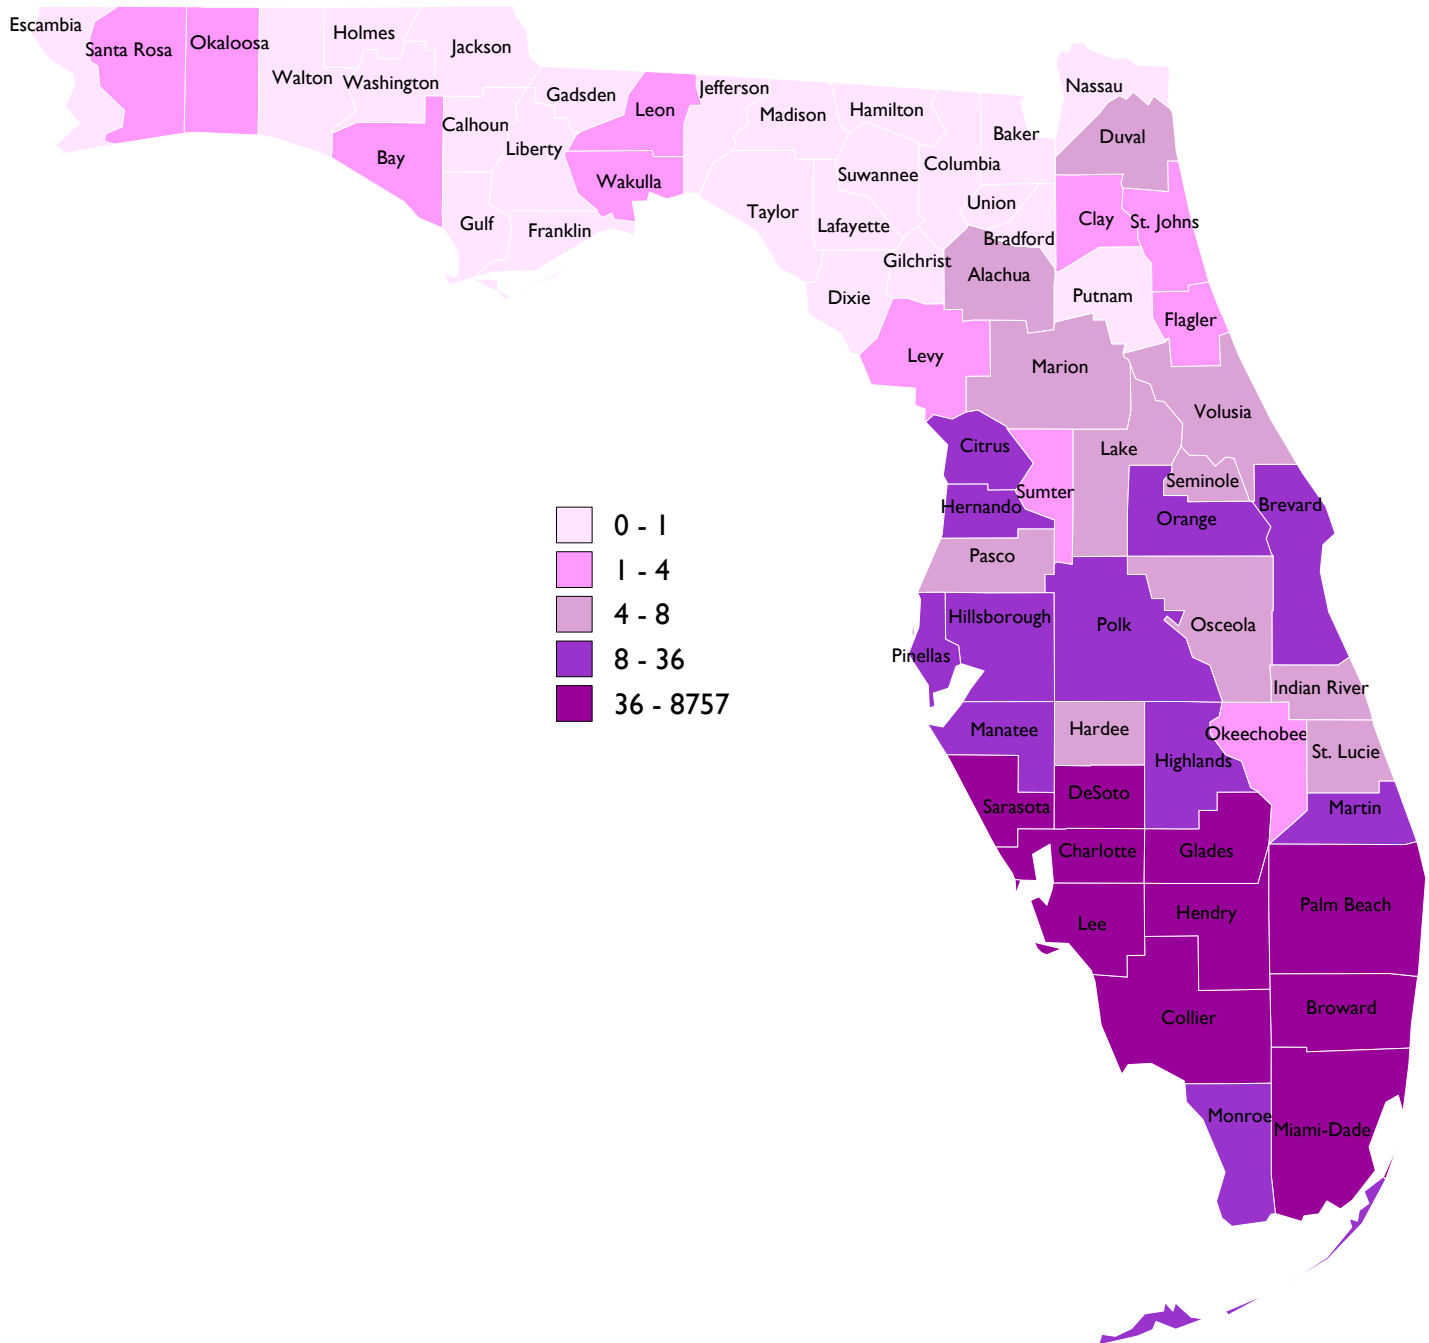 Escambia
Santa Rosa
Okaloosa
Walton
Holmes
Washington
Jackson
Bay
Calhoun
Gulf
Liberty
Gadsden
Franklin
Leon
Wakulla
Jefferson
Madison
Taylor
Hamilton
Suwannee
Lafayette
Dixie
Columbia
Gilchrist
Baker
Union
Bradford
Alachua
Nassau
Duval
Clay
St. Johns
Putnam
Flagler
Levy
Marion
Volusia
Citrus
Sumter
Lake
Seminole
Hernando
Orange
Brevard
Pasco
Pinellas
Hillsborough
Polk
Osceola
Indian River
0 - 1
1 - 4
4 - 8
8 - 36
36 - 8757
Manatee
Hardee
Highlands
Okeechobee
St. Lucie
Sarasota
DeSoto
Martin
Charlotte
Glades
Lee
Hendry
Palm Beach
Collier
Broward
Monroe
Miami-Dade